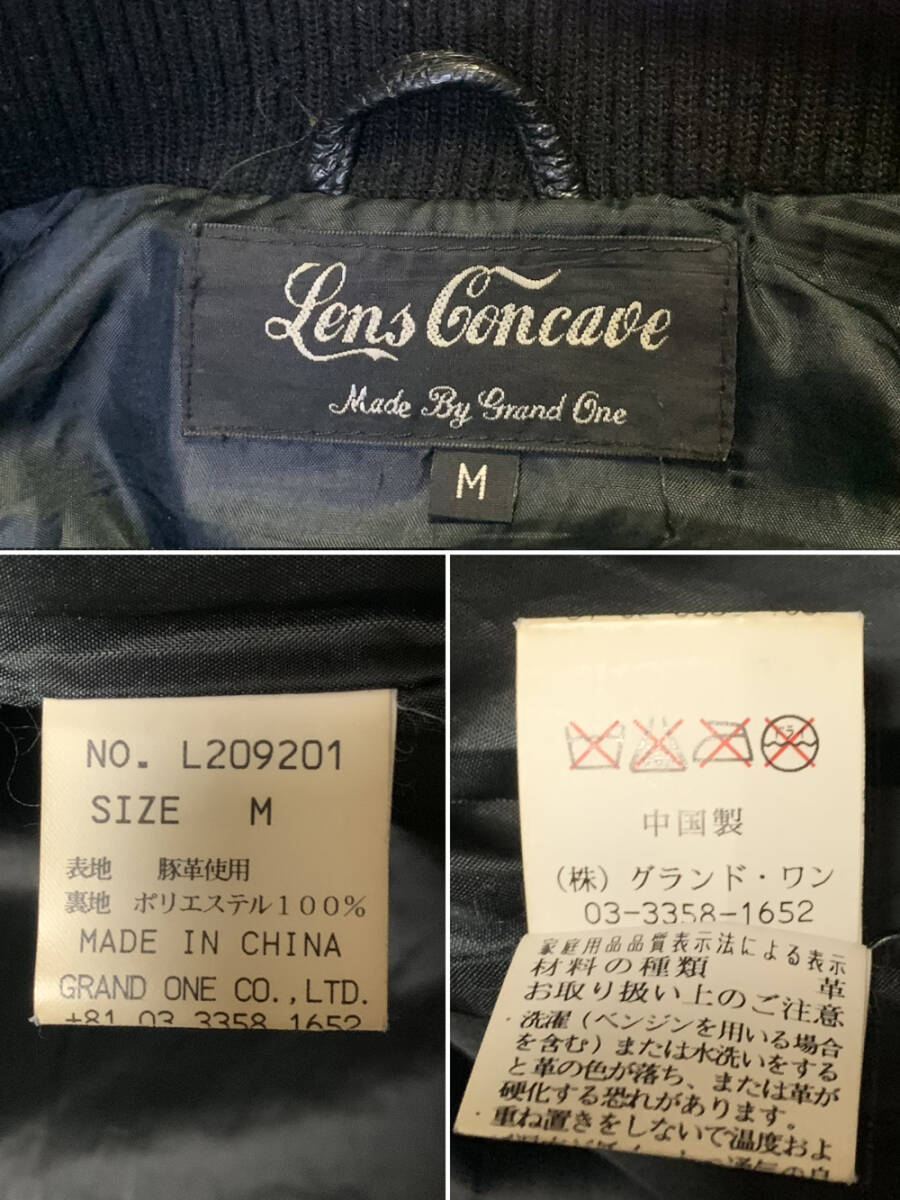 Lens Concave
Made By Grand One
M
NO. L209201
SIZE M
表地 豚革使用
裏地 ポリエステル100%
MADE IN CHINA
GRAND ONE CO.,LTD.
+81 03 3358 1652
ドライ
中国製
(株)グランド・ワン
03-3358-1652
家庭用品品質表示法による表示
材料の種類 革
お取り扱い上のご注意
・洗濯(ベンジンを用いる場合
を含む)または水洗いをする
と革の色が落ち、または革が
硬化する恐れがあります。
・重ね置きをしないで温度およ